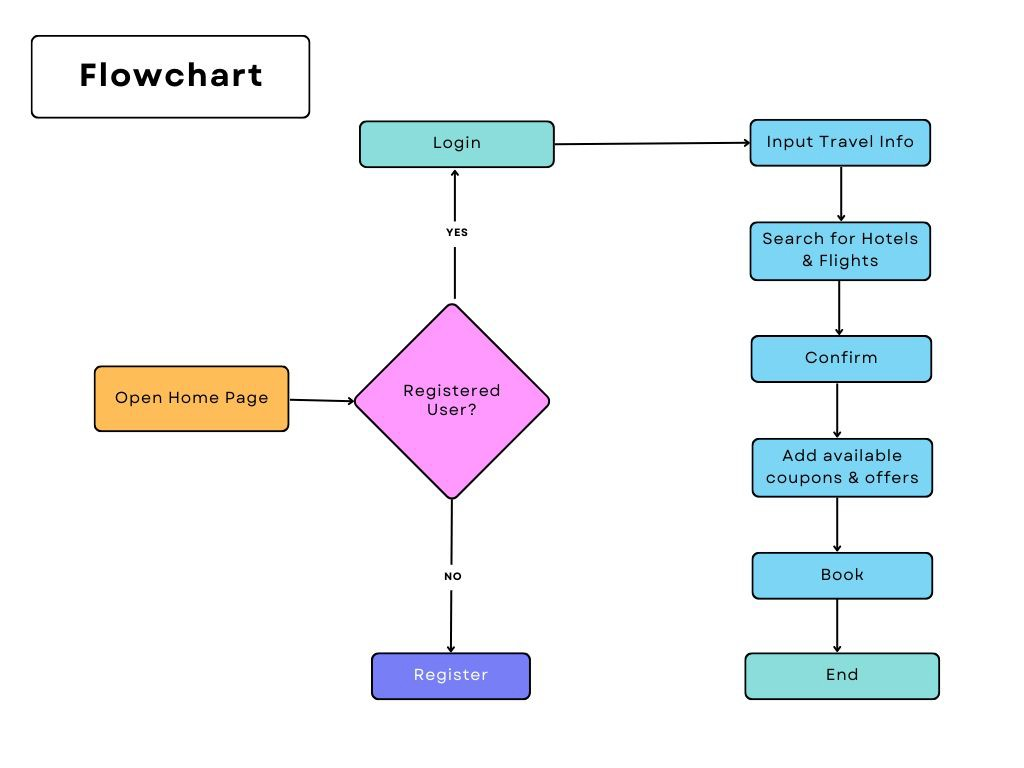 Flowchart
Login
Input Travel Info
YES
Search for Hotels
& Flights
Confirm
Open Home Page
Registered
User?
Add available
coupons & offers
NO
Book
Register
End